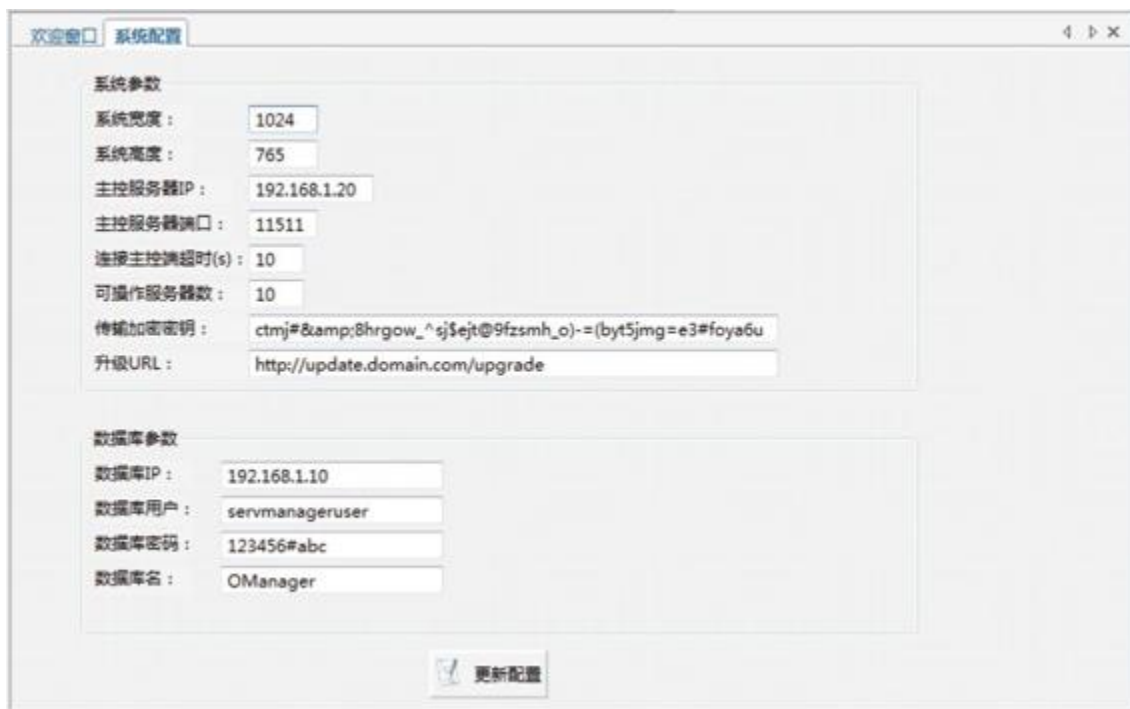 欢迎窗口 系统配置
系统参数
系统宽度： 1024
系统高度： 765
主控服务器IP： 192.168.1.20
主控服务器端口： 11511
连接主控端超时(s)： 10
可操作服务器数： 10
传输加密密钥： ctmj#&amp;8hrgow_^sj$ejt@9fzsmh_o)-=(byt5jmg=e3#foya6u
升级URL： http://update.domain.com/upgrade
数据库参数
数据库IP： 192.168.1.10
数据库用户： servmanageruser
数据库密码： 123456#abc
数据库名： OManager
更新配置